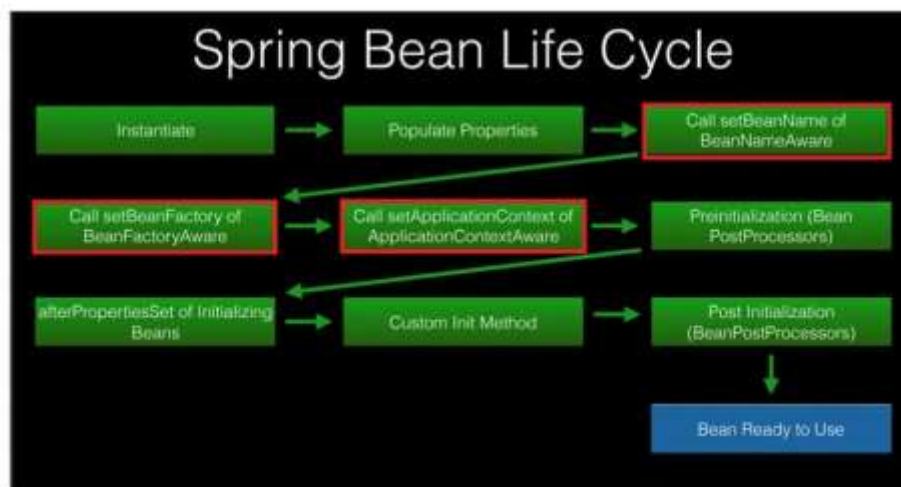 Spring Bean Life Cycle
Instantiate
Populate Properties
Call setBeanName of
BeanNameAware
Call setBeanFactory of
BeanFactoryAware
Call setApplicationContext of
ApplicationContextAware
Preinitialization (Bean
PostProcessors)
afterPropertiesSet of Initializing
Beans
Custom Init Method
Post Initialization
(BeanPostProcessors)
Bean Ready to Use